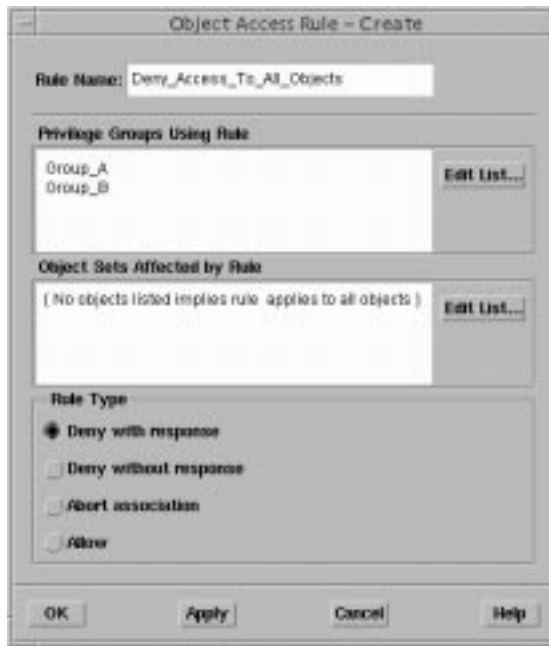 Object Access Rule – Create
Rule Name: Deny_Access_To_All_Objects
Privilege Groups Using Rule
Group_A
Group_B
Edit List...
Object Sets Affected by Rule
( No objects listed implies rule applies to all objects )
Edit List...
Rule Type
Deny with response
Deny without response
Abort association
Allow
OK Apply Cancel Help